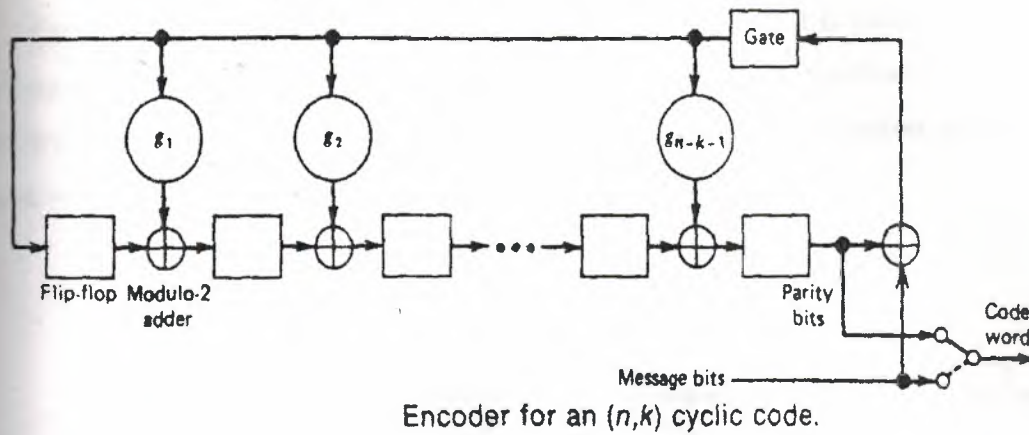 Gate
g1
g2
gn-k-1
Flip-flop
Modulo-2
adder
Parity
bits
Code
word
Message bits
Encoder for an (n,k) cyclic code.